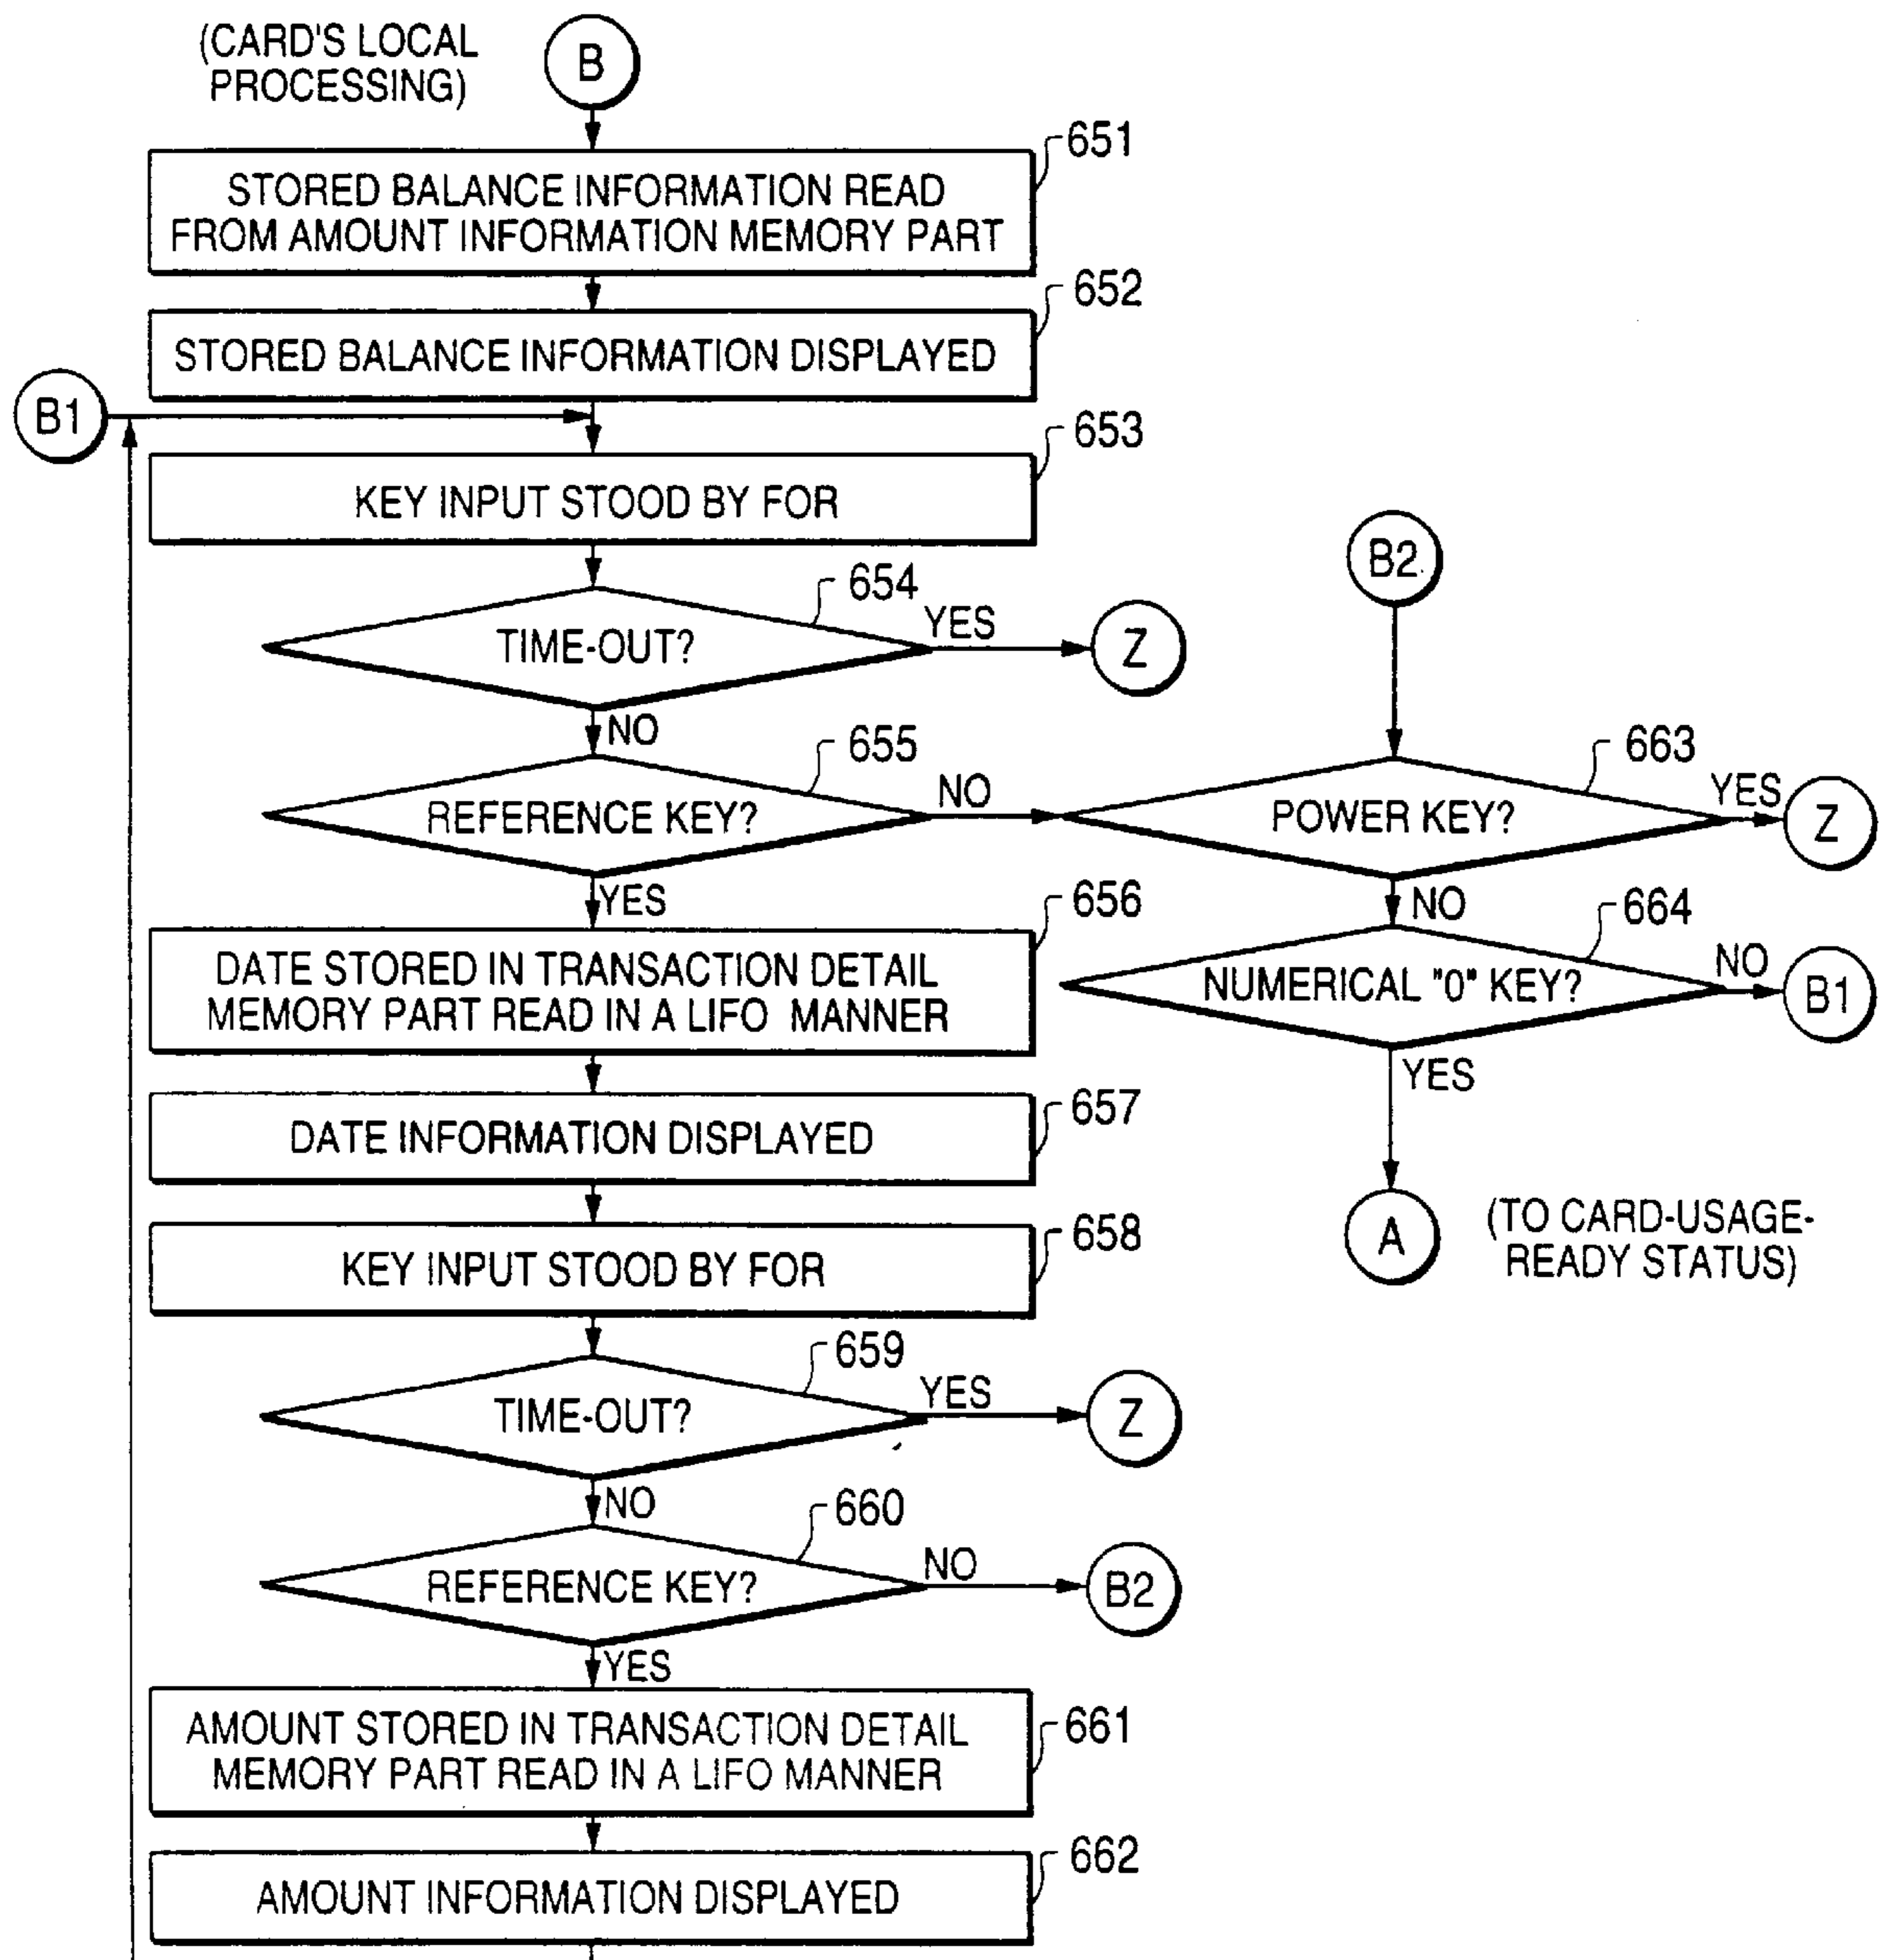 (CARD'S LOCAL
PROCESSING)
B
651
STORED BALANCE INFORMATION READ
FROM AMOUNT INFORMATION MEMORY PART
652
STORED BALANCE INFORMATION DISPLAYED
B1
653
KEY INPUT STOOD BY FOR
B2
654
TIME-OUT?
YES
Z
NO
655
REFERENCE KEY?
NO
663
POWER KEY?
YES
Z
YES
656
DATE STORED IN TRANSACTION DETAIL
MEMORY PART READ IN A LIFO MANNER
NO
664
NUMERICAL "0" KEY?
NO
B1
YES
657
DATE INFORMATION DISPLAYED
A
(TO CARD-USAGE-
READY STATUS)
658
KEY INPUT STOOD BY FOR
659
TIME-OUT?
YES
Z
NO
660
REFERENCE KEY?
NO
B2
YES
661
AMOUNT STORED IN TRANSACTION DETAIL
MEMORY PART READ IN A LIFO MANNER
662
AMOUNT INFORMATION DISPLAYED